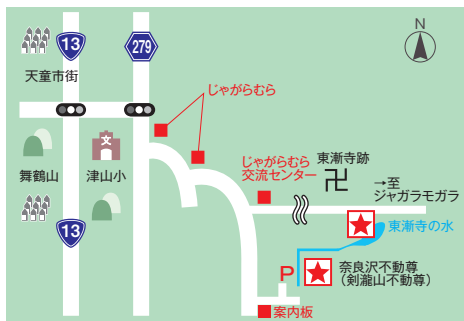 13
279
N
天童市街
じゃがらむら
文
舞鶴山
津山小
じゃがらむら
交流センター
東漸寺跡
卍
→至
ジャガラモガラ
13
東漸寺の水
P
奈良沢不動尊
(剣瀧山不動尊)
案内板